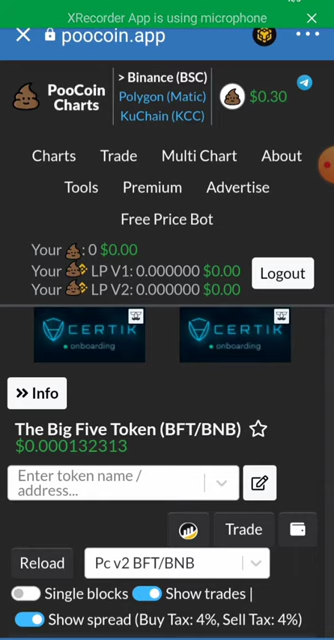 XRecorder App is using microphone
poocoin.app
PooCoin
Charts
> Binance (BSC)
Polygon (Matic)
KuChain (KCC)
$0.30
Charts Trade Multi Chart About
Tools Premium Advertise
Free Price Bot
Your : 0 $0.00
Your LP V1: 0.000000 $0.00
Your LP V2: 0.000000 $0.00
Logout
CERTIK
onboarding
CERTIK
onboarding
>> Info
The Big Five Token (BFT/BNB)
$0.000132313
Enter token name /
address...
Trade
Reload
Pc v2 BFT/BNB
Single blocks Show trades |
Show spread (Buy Tax: 4%, Sell Tax: 4%)